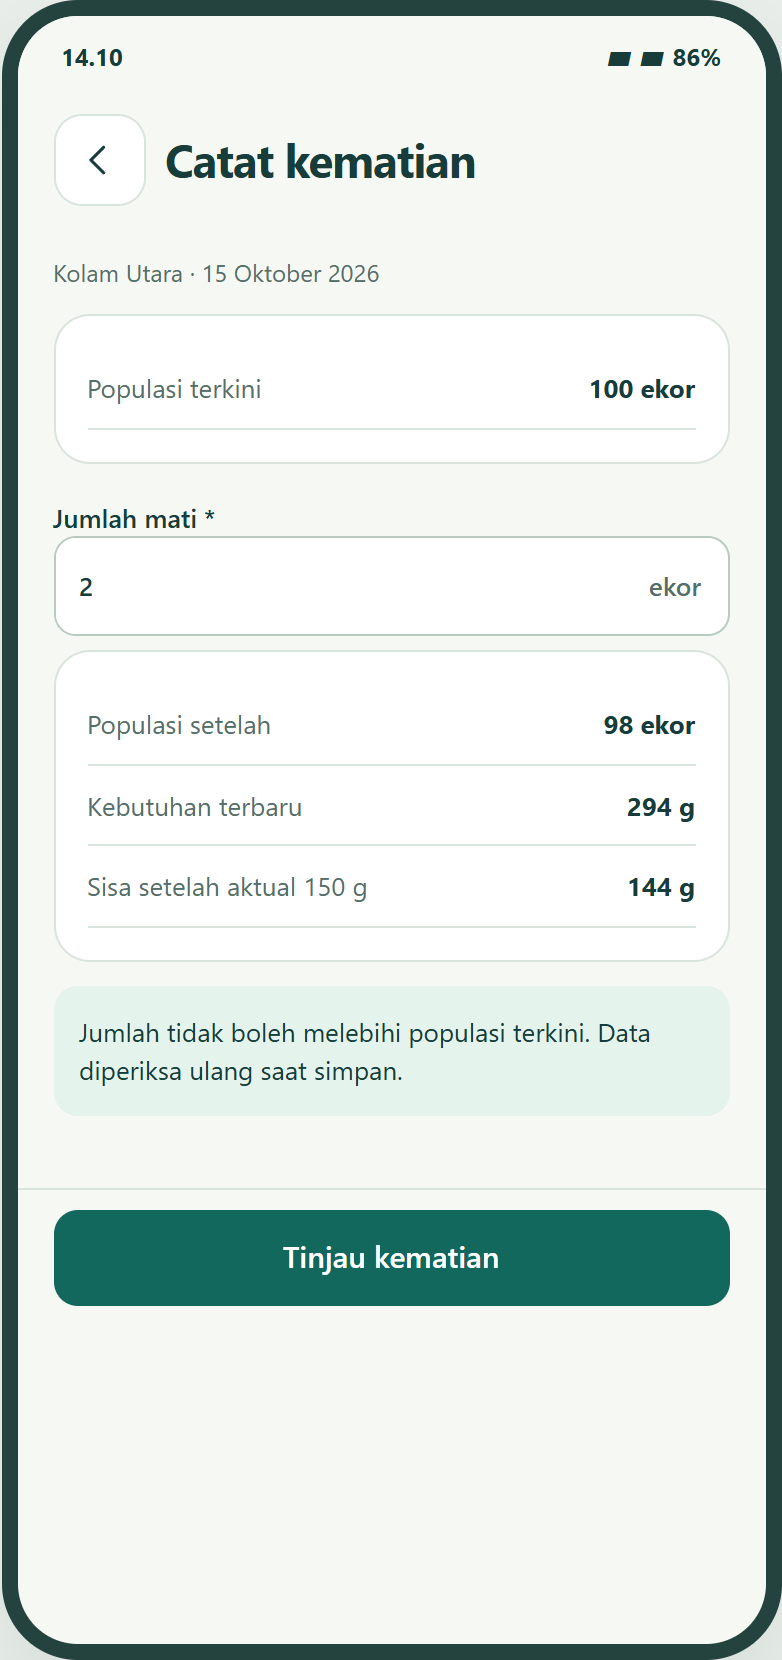 14.10
86%
Catat kematian
Kolam Utara · 15 Oktober 2026
Populasi terkini 100 ekor
Jumlah mati *
2 ekor
Populasi setelah 98 ekor
Kebutuhan terbaru 294 g
Sisa setelah aktual 150 g 144 g
Jumlah tidak boleh melebihi populasi terkini. Data
diperiksa ulang saat simpan.
Tinjau kematian